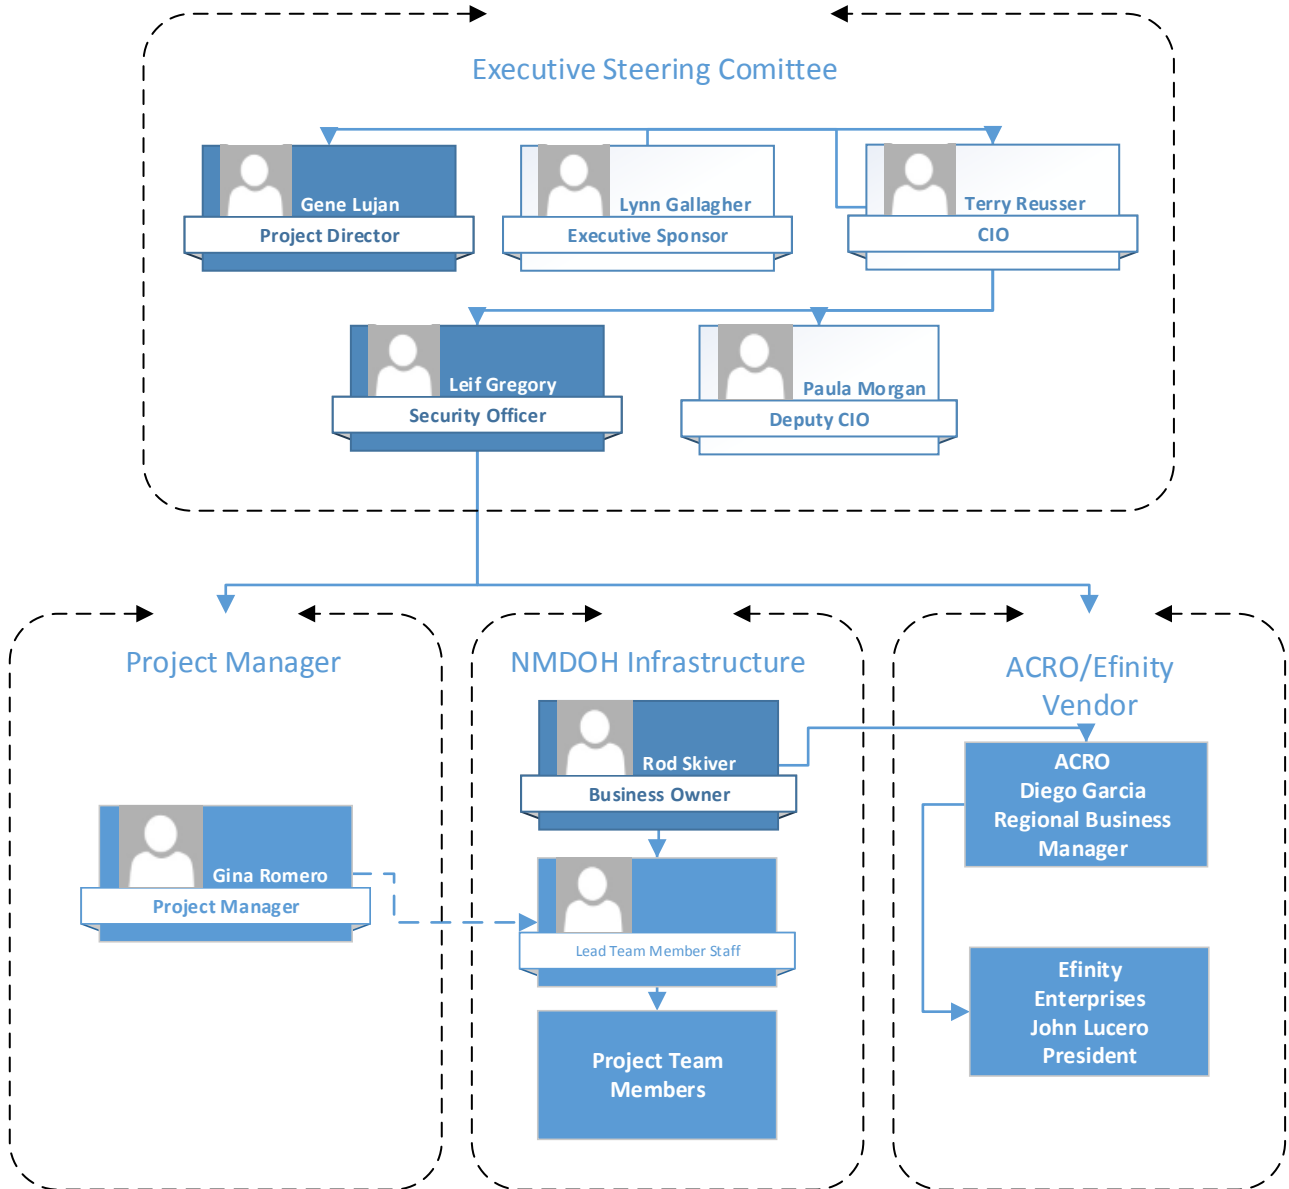 Executive Steering Comittee
Gene Lujan
Project Director
Lynn Gallagher
Executive Sponsor
Terry Reusser
CIO
Leif Gregory
Security Officer
Paula Morgan
Deputy CIO
Project Manager
Gina Romero
Project Manager
NMDOH Infrastructure
Rod Skiver
Business Owner
Lead Team Member Staff
Project Team
Members
ACRO/Efinity
Vendor
ACRO
Diego Garcia
Regional Business
Manager
Efinity
Enterprises
John Lucero
President